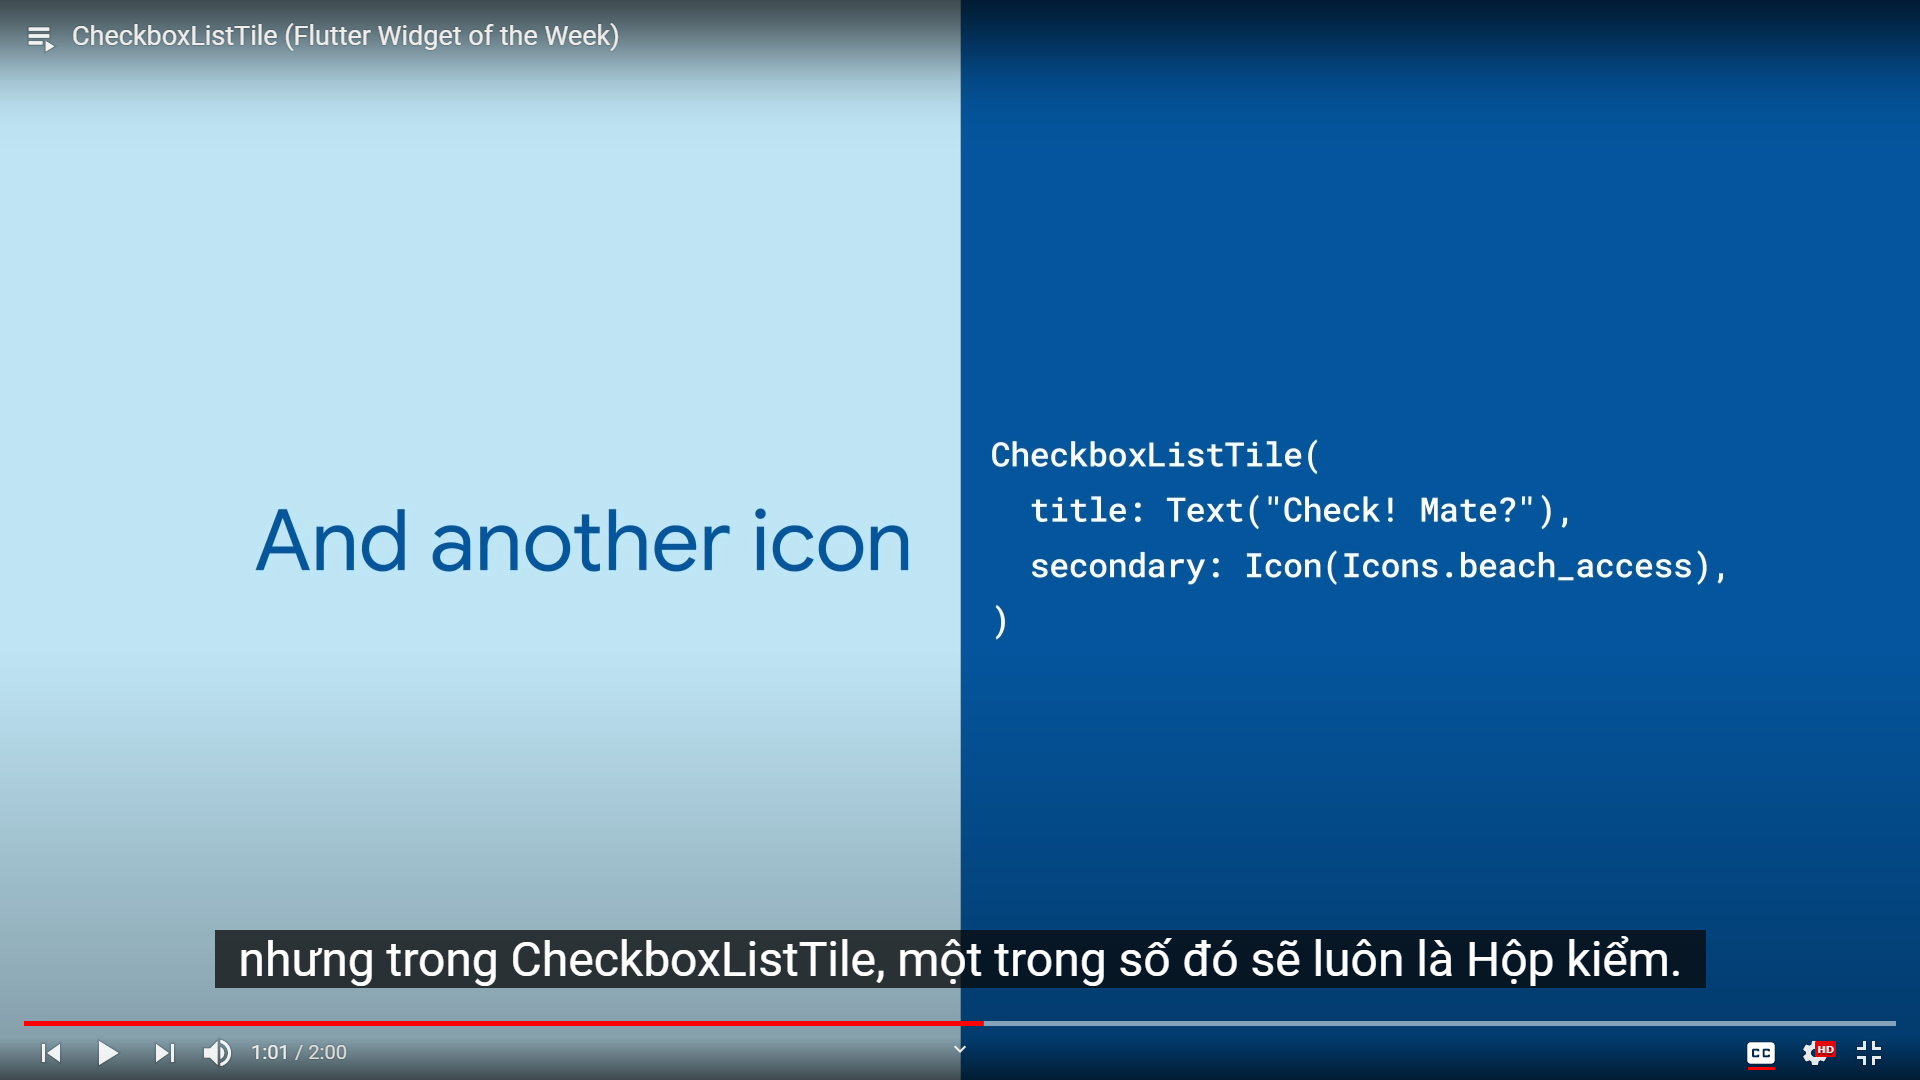 CheckboxListTile (Flutter Widget of the Week)
And another icon
CheckboxListTile(
  title: Text("Check! Mate?"),
  secondary: Icon(Icons.beach_access),
)
nhưng trong CheckboxListTile, một trong số đó sẽ luôn là Hộp kiểm.
1:01 / 2:00
CC
HD